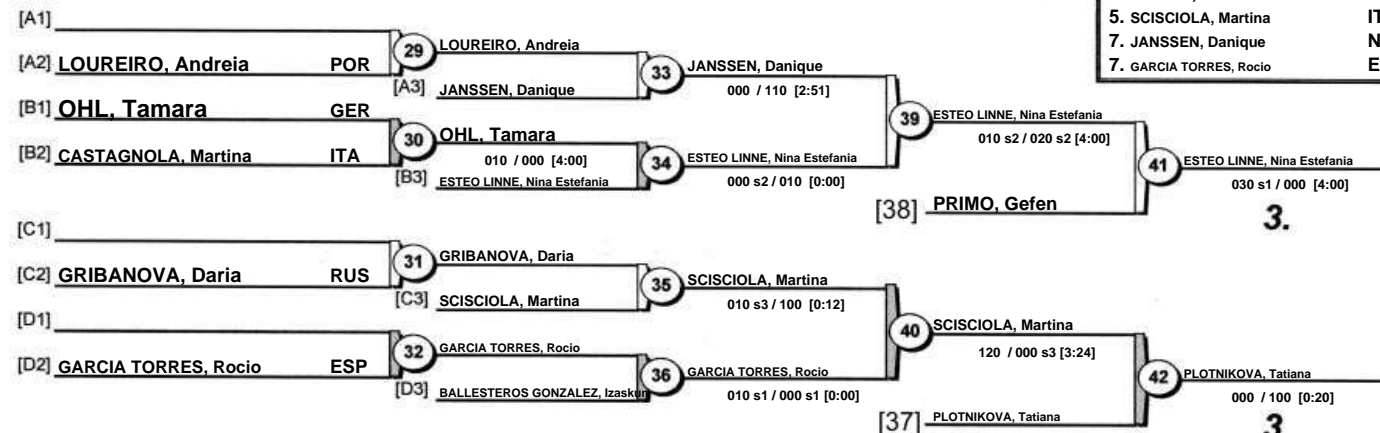 [A1]
5. SCISCIOLA, Martina
7. JANSSEN, Danique
7. GARCIA TORRES, Rocio
29 LOUREIRO, Andreia
[A2] LOUREIRO, Andreia POR
[A3] JANSSEN, Danique
33 JANSSEN, Danique
000 / 110 [2:51]
[B1] OHL, Tamara GER
39 ESTEO LINNE, Nina Estefania
010 s2 / 020 s2 [4:00]
30 OHL, Tamara
010 / 000 [4:00]
[B2] CASTAGNOLA, Martina ITA
[B3] ESTEO LINNE, Nina Estefania
34 ESTEO LINNE, Nina Estefania
000 s2 / 010 [0:00]
41 ESTEO LINNE, Nina Estefania
030 s1 / 000 [4:00]
3.
[38] PRIMO, Gefen
[C1]
31 GRIBANOVA, Daria
[C2] GRIBANOVA, Daria RUS
[C3] SCISCIOLA, Martina
35 SCISCIOLA, Martina
010 s3 / 100 [0:12]
[D1]
40 SCISCIOLA, Martina
120 / 000 s3 [3:24]
32 GARCIA TORRES, Rocio
[D2] GARCIA TORRES, Rocio ESP
[D3] BALLESTEROS GONZALEZ, Izaskun
36 GARCIA TORRES, Rocio
010 s1 / 000 s1 [0:00]
42 PLOTNIKOVA, Tatiana
000 / 100 [0:20]
3
[37] PLOTNIKOVA, Tatiana